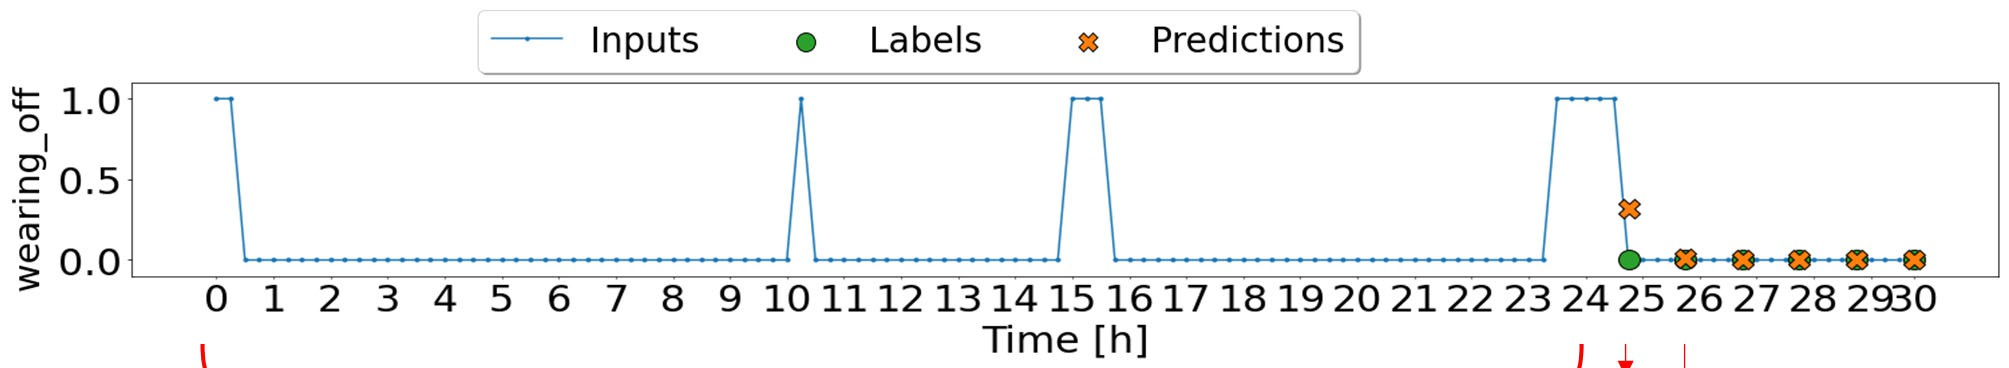 Inputs Labels Predictions
wearing_off
1.0
0.5
0.0
0 1 2 3 4 5 6 7 8 9 10 11 12 13 14 15 16 17 18 19 20 21 22 23 24 25 26 27 28 29 30
Time [h]